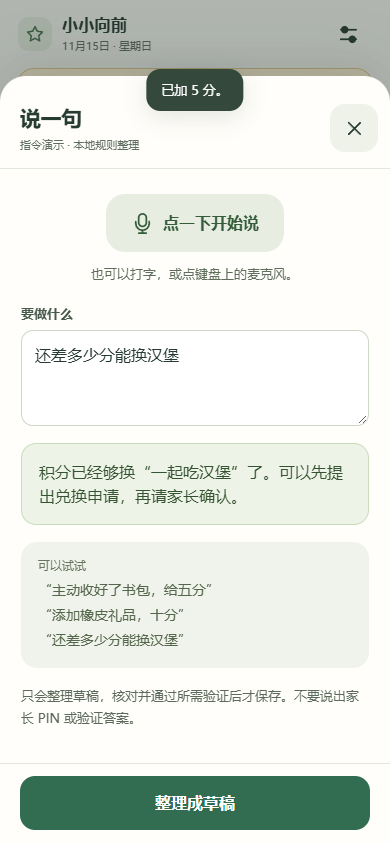 小小向前
11月15日 · 星期日
已加 5 分。
说一句
指令演示 · 本地规则整理
点一下开始说
也可以打字，或点键盘上的麦克风。
要做什么
还差多少分能换汉堡
积分已经够换“一起吃汉堡”了。可以先提
出兑换申请，再请家长确认。
可以试试
“主动收好了书包，给五分”
“添加橡皮礼品，十分”
“还差多少分能换汉堡”
只会整理草稿，核对并通过所需验证后才保存。不要说出家
长 PIN 或验证答案。
整理成草稿